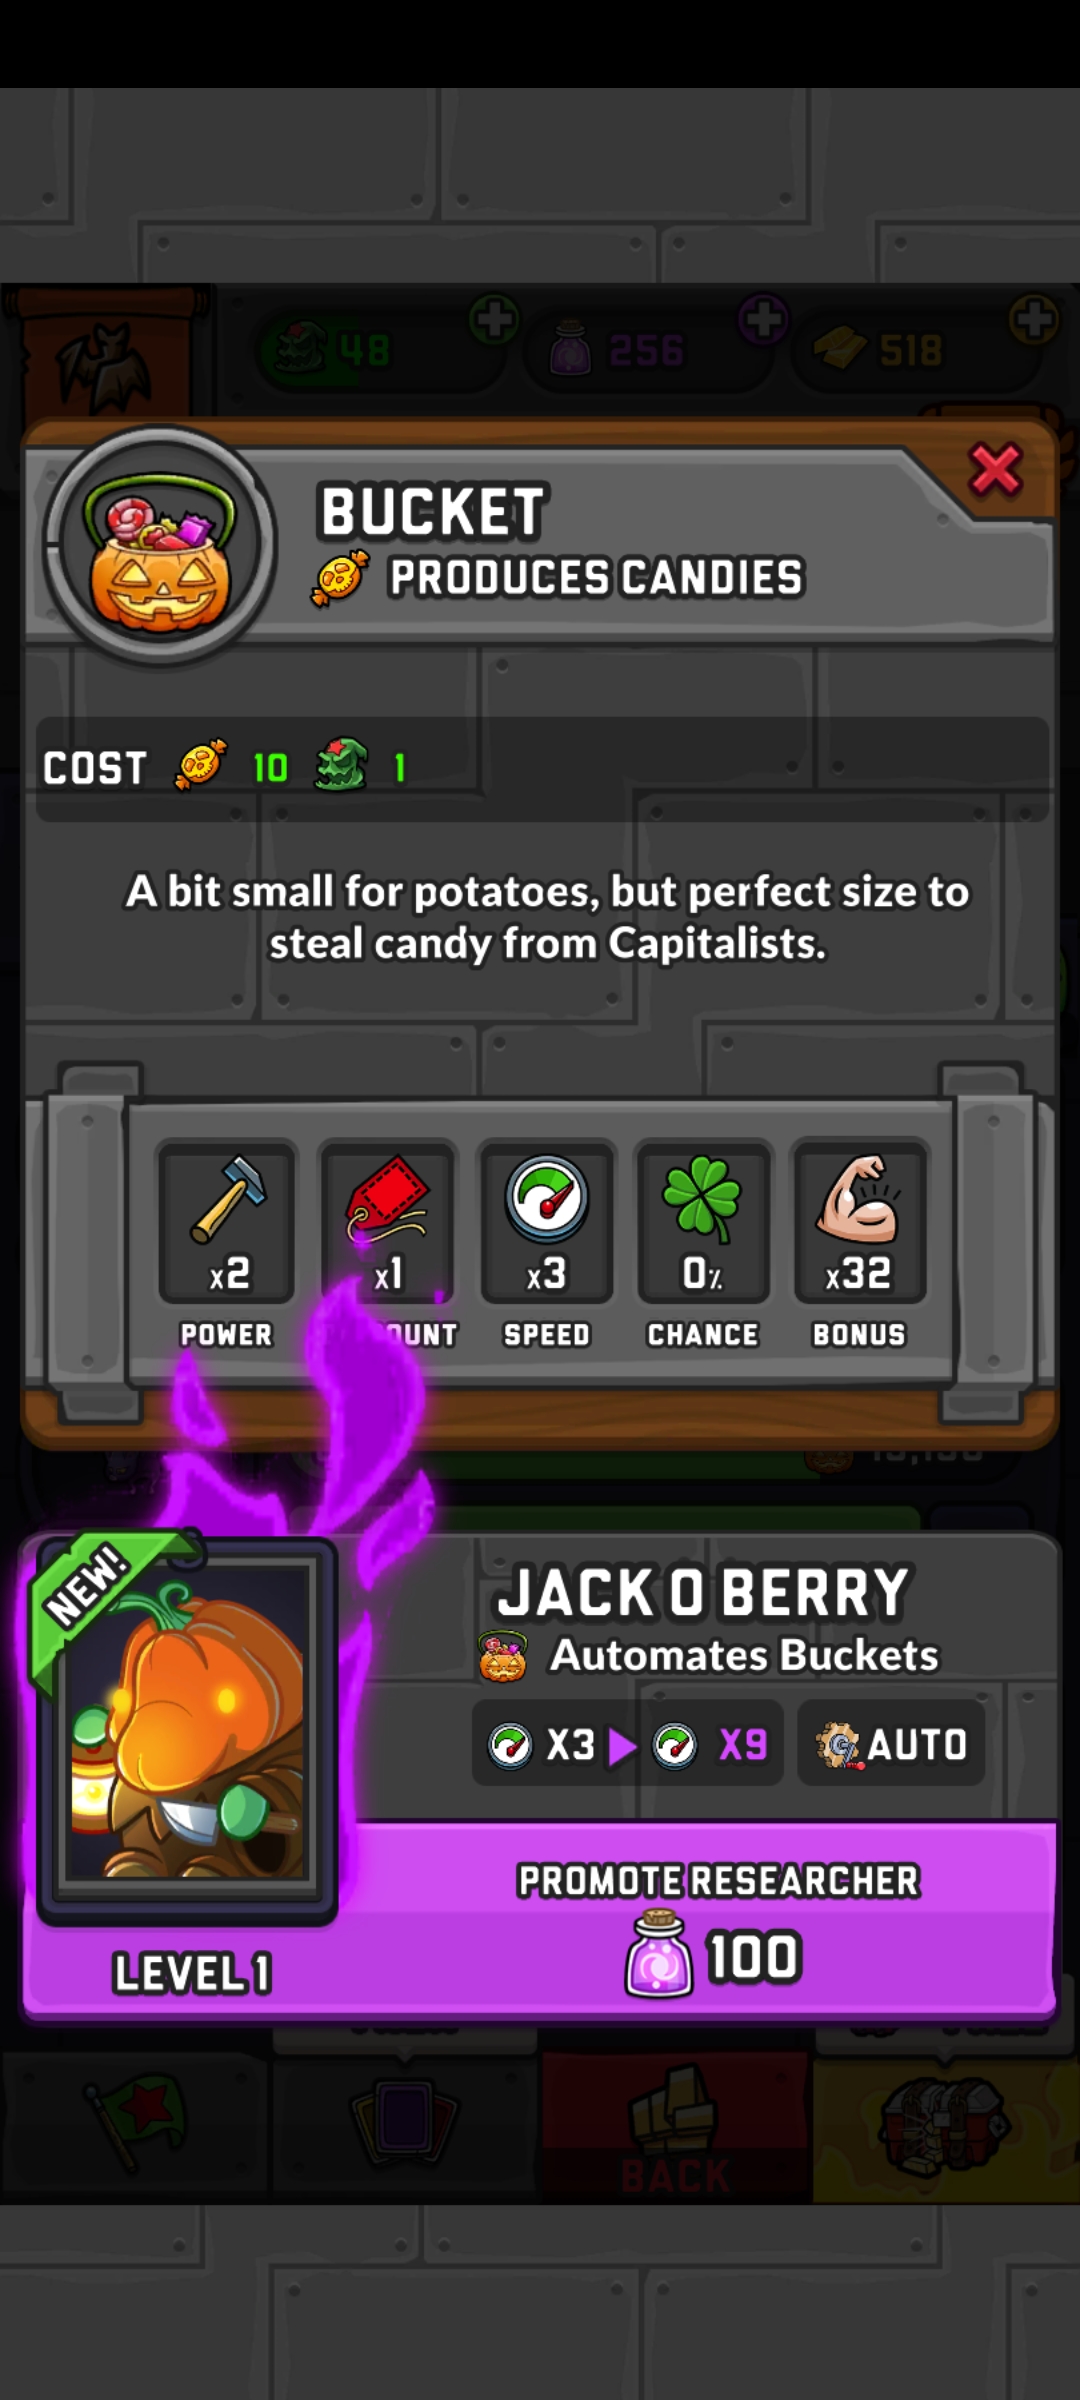 48 256 518
BUCKET
PRODUCES CANDIES
COST 10 1
A bit small for potatoes, but perfect size to
steal candy from Capitalists.
x2 x1 x3 0% x32
POWER OUNT SPEED CHANCE BONUS
NEW!
JACK O BERRY
Automates Buckets
X3 X9 AUTO
PROMOTE RESEARCHER
100
LEVEL 1
BACK